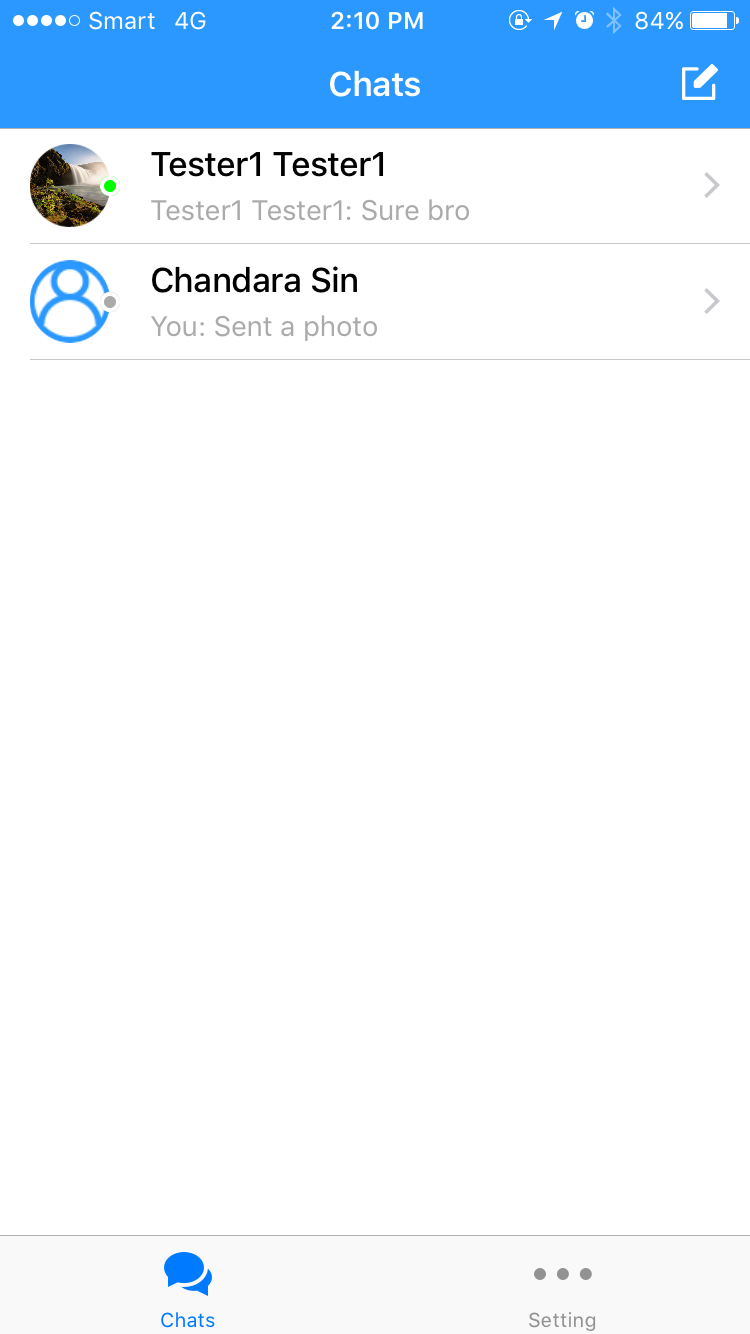 Smart 4G 2:10 PM 84%
Chats
Tester1 Tester1
Tester1 Tester1: Sure bro
Chandara Sin
You: Sent a photo
Chats Setting